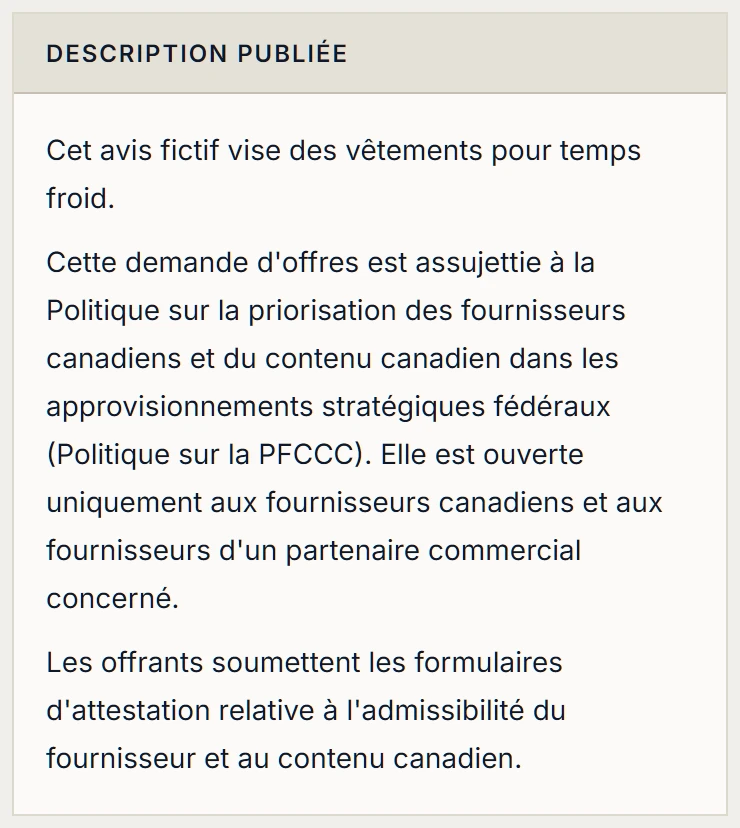 DESCRIPTION PUBLIÉE
Cet avis fictif vise des vêtements pour temps
froid.
Cette demande d'offres est assujettie à la
Politique sur la priorisation des fournisseurs
canadiens et du contenu canadien dans les
approvisionnements stratégiques fédéraux
(Politique sur la PFCCC). Elle est ouverte
uniquement aux fournisseurs canadiens et aux
fournisseurs d'un partenaire commercial
concerné.
Les offrants soumettent les formulaires
d'attestation relative à l'admissibilité du
fournisseur et au contenu canadien.